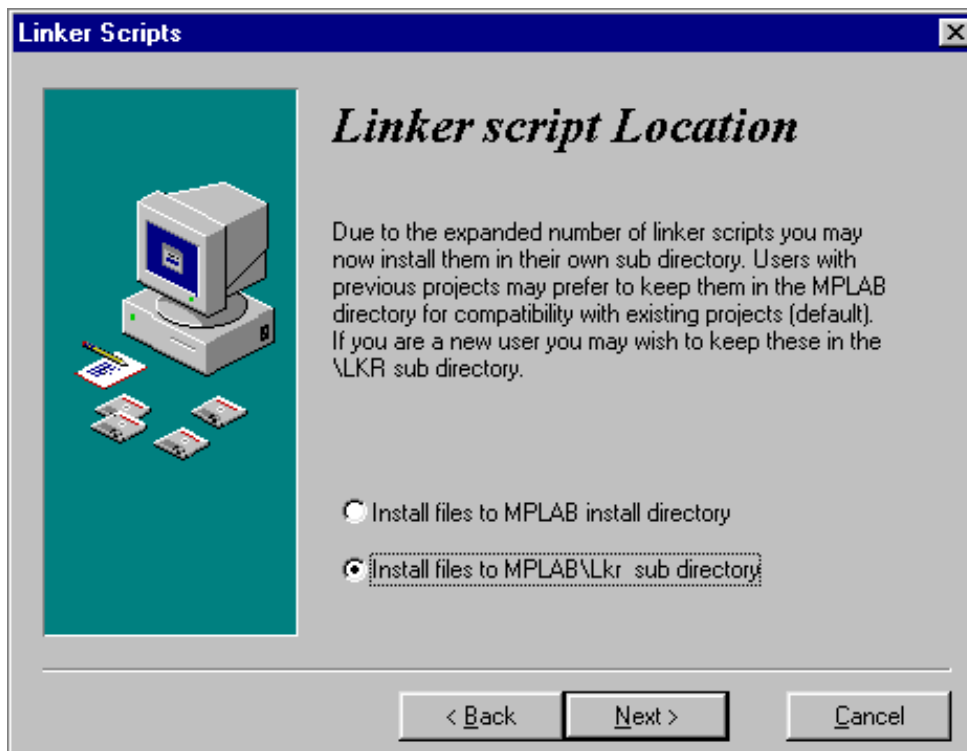 Linker Scripts
Linker script Location
Due to the expanded number of linker scripts you may
now install them in their own sub directory. Users with
previous projects may prefer to keep them in the MPLAB
directory for compatibility with existing projects (default).
If you are a new user you may wish to keep these in the
\LKR sub directory.
Install files to MPLAB install directory
Install files to MPLAB\Lkr  sub directory
< Back
Next >
Cancel